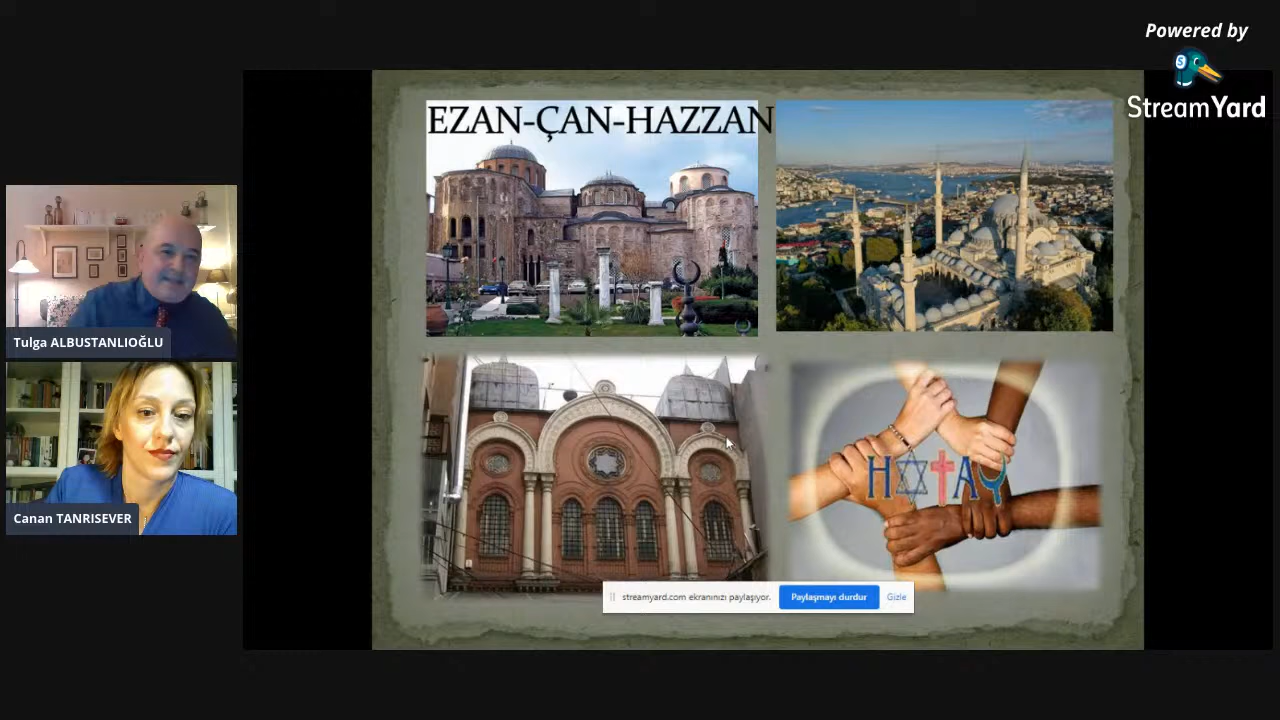 Powered by
StreamYard
EZAN-ÇAN-HAZZAN
Tulga ALBUSTANLIOĞLU
HATAY
Canan TANRISEVER
streamyard.com ekranınızı paylaşıyor.
Paylaşmayı durdur
Gizle